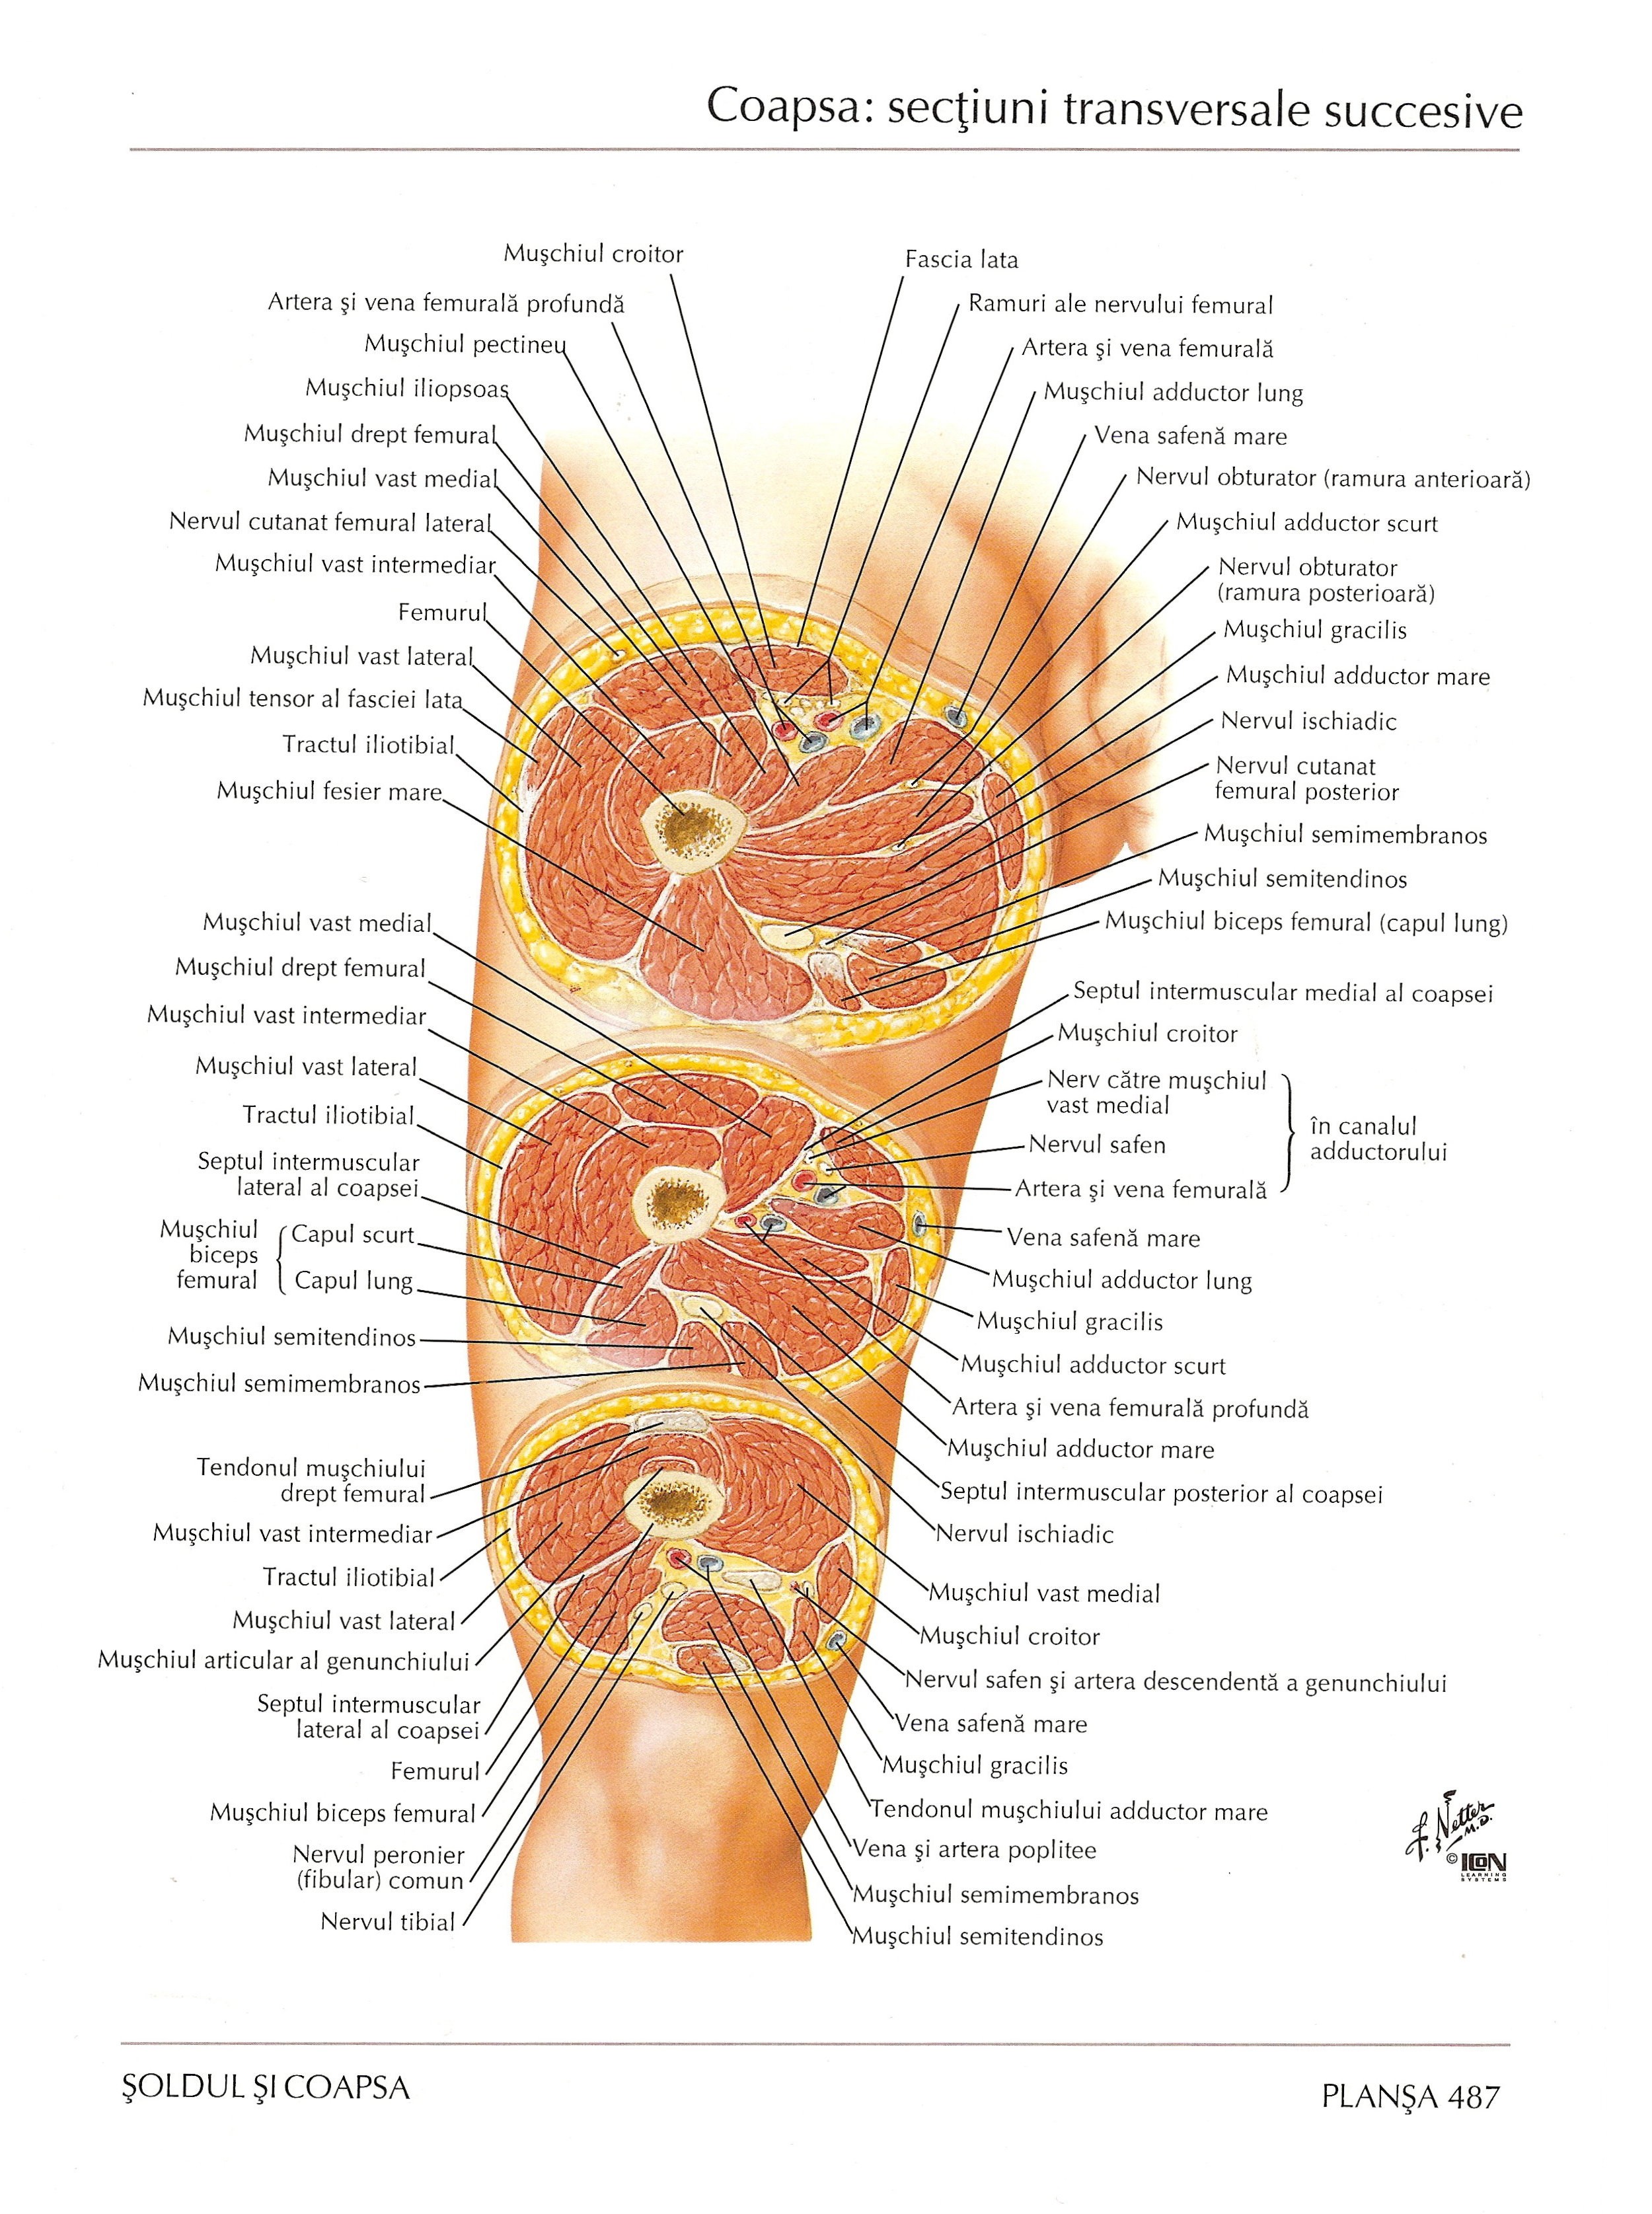 Coapsa: secţiuni transversale succesive
Muşchiul croitor
Artera şi vena femurală profundă
Muşchiul pectineu
Muşchiul iliopsoas
Muşchiul drept femural
Muşchiul vast medial
Nervul cutanat femural lateral
Muşchiul vast intermediar
Femurul
Muşchiul vast lateral
Muşchiul tensor al fasciei lata
Tractul iliotibial
Muşchiul fesier mare
Fascia lata
Ramuri ale nervului femural
Artera şi vena femurală
Muşchiul adductor lung
Vena safenă mare
Nervul obturator (ramura anterioară)
Muşchiul adductor scurt
Nervul obturator
(ramura posterioară)
Muşchiul gracilis
Muşchiul adductor mare
Nervul ischiadic
Nervul cutanat
femural posterior
Muşchiul semimembranos
Muşchiul semitendinos
Muşchiul biceps femural (capul lung)
Muşchiul vast medial
Muşchiul drept femural
Muşchiul vast intermediar
Muşchiul vast lateral
Tractul iliotibial
Septul intermuscular
lateral al coapsei
Muşchiul
biceps
femural
Capul scurt
Capul lung
Muşchiul semitendinos
Muşchiul semimembranos
Septul intermuscular medial al coapsei
Muşchiul croitor
Nerv către muşchiul
vast medial
Nervul safen
Artera şi vena femurală
în canalul
adductorului
Vena safenă mare
Muşchiul adductor lung
Muşchiul gracilis
Muşchiul adductor scurt
Artera şi vena femurală profundă
Muşchiul adductor mare
Septul intermuscular posterior al coapsei
Nervul ischiadic
Tendonul muşchiului
drept femural
Muşchiul vast intermediar
Tractul iliotibial
Muşchiul vast lateral
Muşchiul articular al genunchiului
Septul intermuscular
lateral al coapsei
Femurul
Muşchiul biceps femural
Nervul peronier
(fibular) comun
Nervul tibial
Muşchiul vast medial
Muşchiul croitor
Nervul safen şi artera descendentă a genunchiului
Vena safenă mare
Muşchiul gracilis
Tendonul muşchiului adductor mare
Vena şi artera poplitee
Muşchiul semimembranos
Muşchiul semitendinos
F. Netter
M.D.
© ICON
LEARNING
SYSTEMS
ŞOLDUL ŞI COAPSA
PLANŞA 487